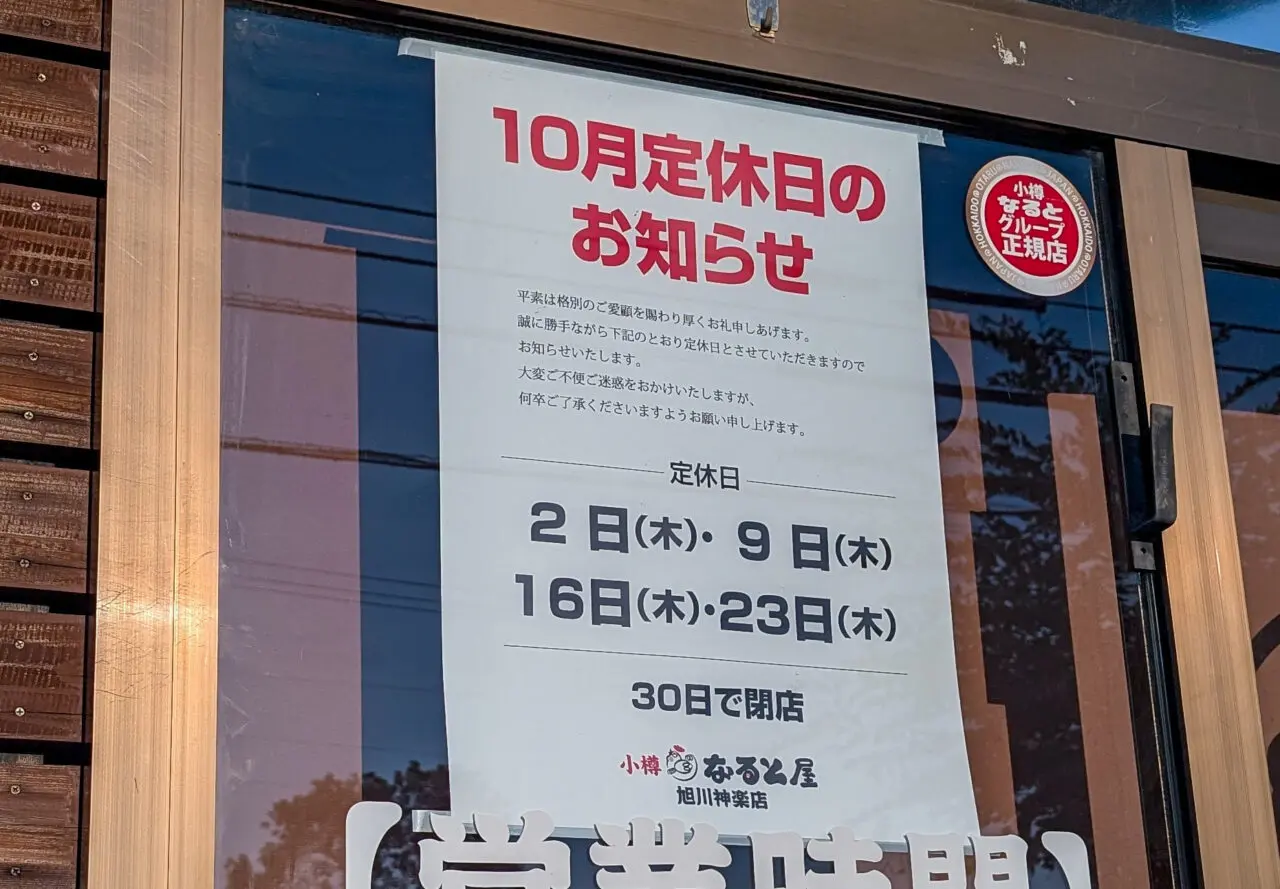 10月定休日の
お知らせ
平素は格別のご愛顧を賜わり厚くお礼申しあげます。
誠に勝手ながら下記のとおり定休日とさせていただきますので
お知らせいたします。
大変ご不便ご迷惑をおかけいたしますが、
何卒ご了承くださいますようお願い申し上げます。
定休日
2日(木)・9日(木)
16日(木)・23日(木)
30日で閉店
小樽 なると屋
旭川神楽店
小樽
なると
グループ
正規店
【営業時間】